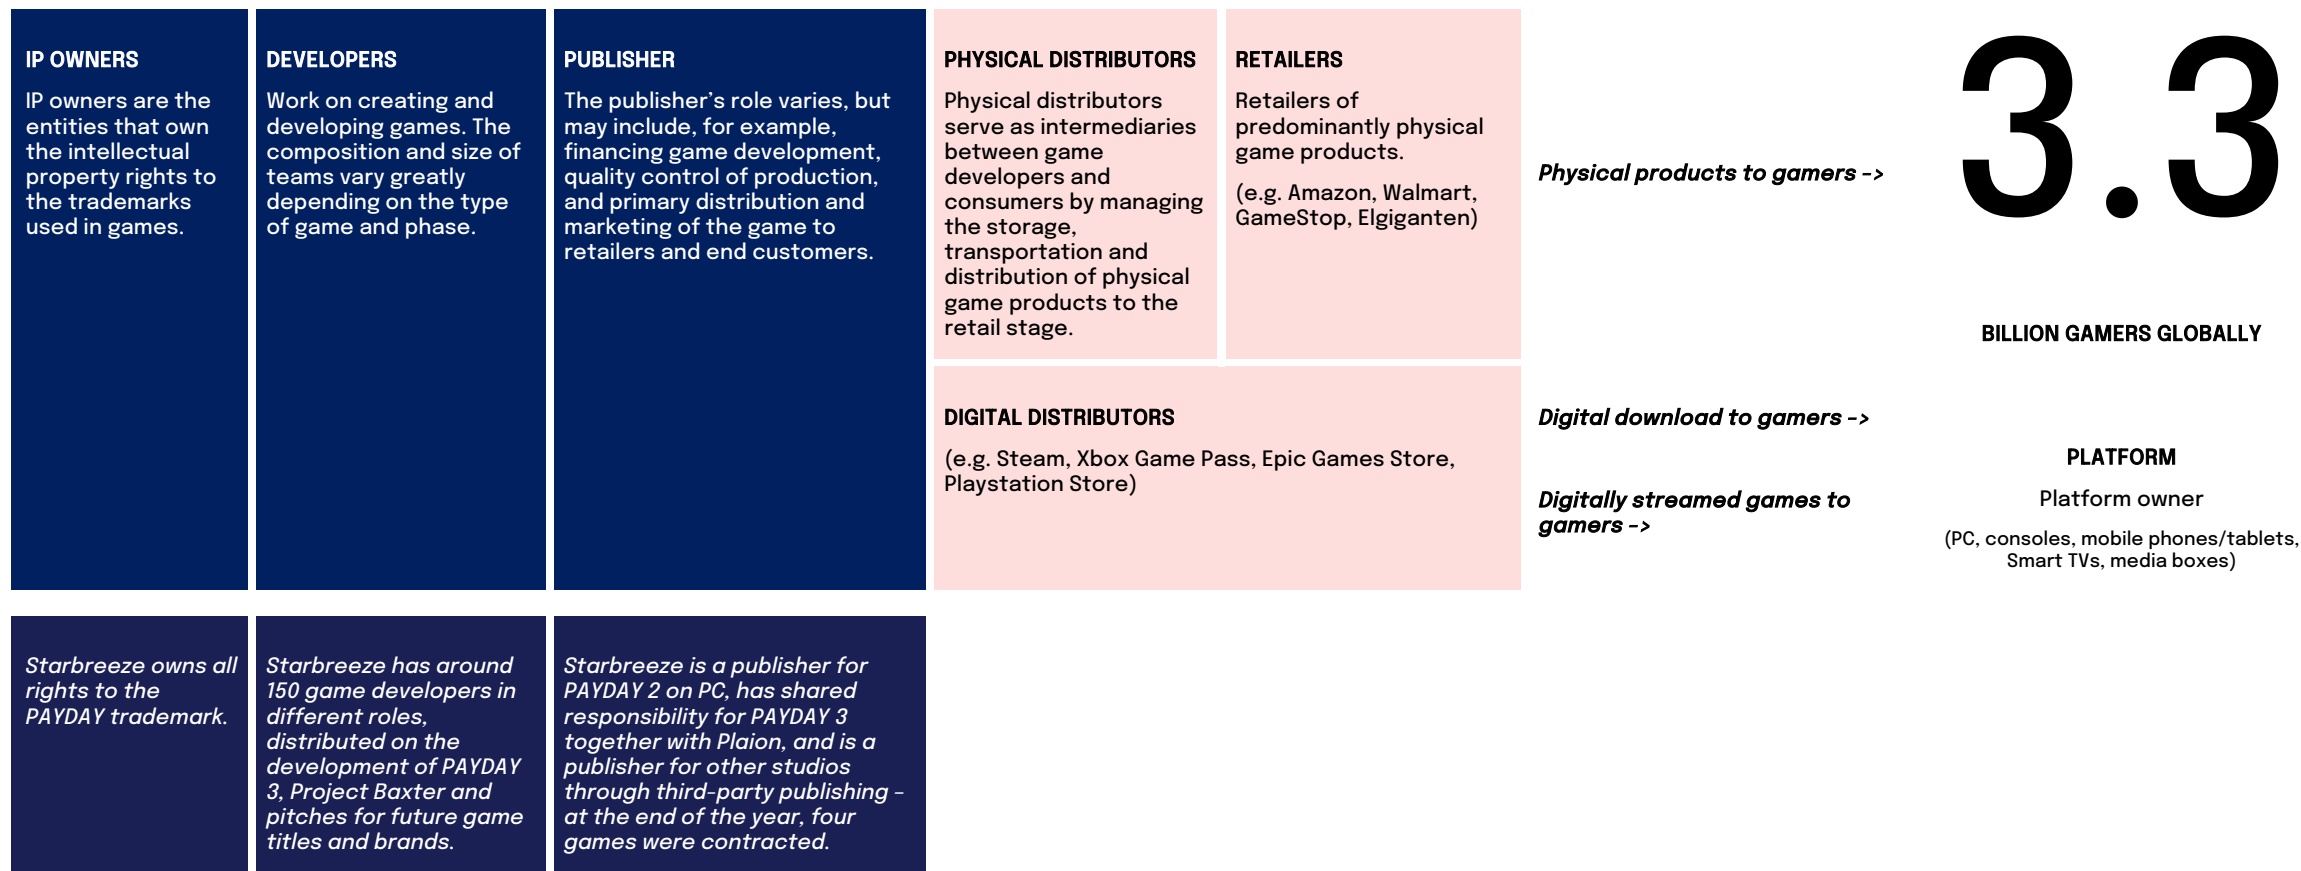 IP OWNERS
IP owners are the
entities that own
the intellectual
property rights to
the trademarks
used in games.
DEVELOPERS
Work on creating and
developing games. The
composition and size of
teams vary greatly
depending on the type
of game and phase.
PUBLISHER
The publisher’s role varies, but
may include, for example,
financing game development,
quality control of production,
and primary distribution and
marketing of the game to
retailers and end customers.
PHYSICAL DISTRIBUTORS
Physical distributors
serve as intermediaries
between game
developers and
consumers by managing
the storage,
transportation and
distribution of physical
game products to the
retail stage.
RETAILERS
Retailers of
predominantly physical
game products.
(e.g. Amazon, Walmart,
GameStop, Elgiganten)
DIGITAL DISTRIBUTORS
(e.g. Steam, Xbox Game Pass, Epic Games Store,
Playstation Store)
Physical products to gamers –>
Digital download to gamers –>
Digitally streamed games to
gamers –>
3.3
BILLION GAMERS GLOBALLY
PLATFORM
Platform owner
(PC, consoles, mobile phones/tablets,
Smart TVs, media boxes)
Starbreeze owns all
rights to the
PAYDAY trademark.
Starbreeze has around
150 game developers in
different roles,
distributed on the
development of PAYDAY
3, Project Baxter and
pitches for future game
titles and brands.
Starbreeze is a publisher for
PAYDAY 2 on PC, has shared
responsibility for PAYDAY 3
together with Plaion, and is a
publisher for other studios
through third-party publishing –
at the end of the year, four
games were contracted.